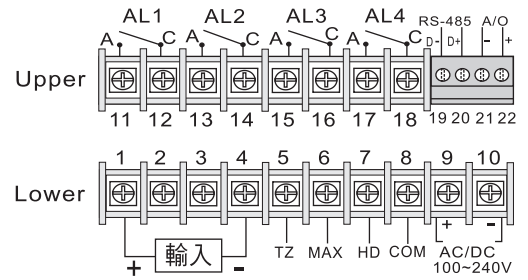 AL1 AL2 AL3 AL4 RS-485 A/O
A C A C A C A C D- D+ - +
Upper
11 12 13 14 15 16 17 18 19 20 21 22
1 2 3 4 5 6 7 8 9 10
Lower
+ 輸入 - TZ MAX HD COM + - AC/DC
100~240V